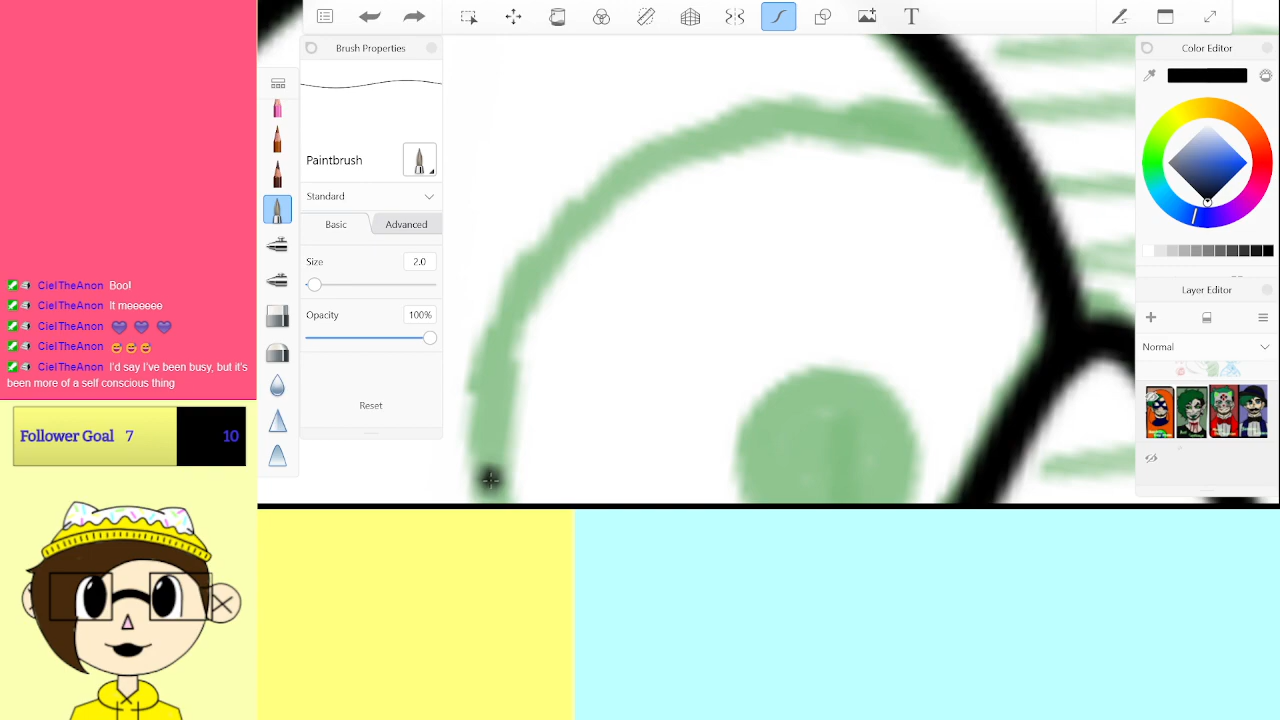 T
Brush Properties
Color Editor
Paintbrush
Standard
Basic
Advanced
Size
2.0
Opacity
100%
Reset
Layer Editor
Normal
CielTheAnon Boo!
CielTheAnon It meeeeee
CielTheAnon 💜 💜 💜
CielTheAnon 😅 😅 😅
CielTheAnon I'd say I've been busy, but it's
been more of a self conscious thing
Follower Goal 7 10